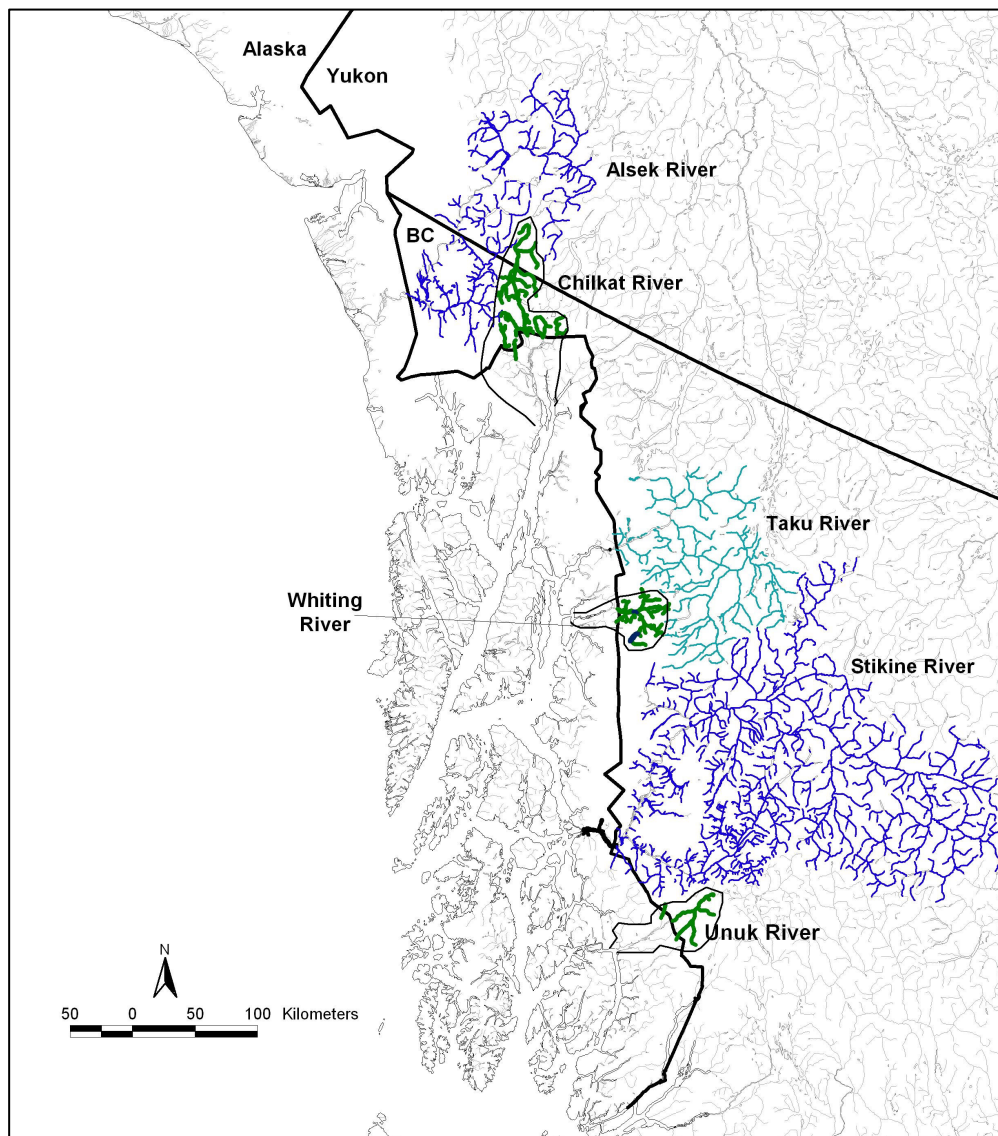 Alaska
Yukon
Alsek River
BC
Chilkat River
Taku River
Whiting
River
Stikine River
Unuk River
N
50 0 50 100 Kilometers